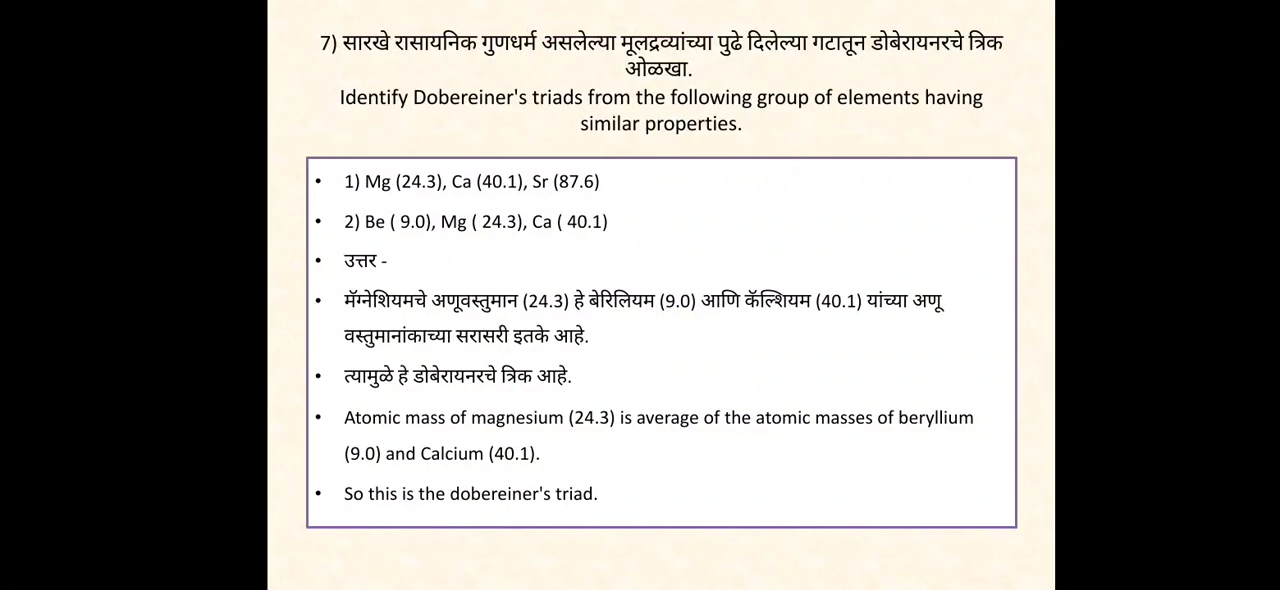 7) सारखे रासायनिक गुणधर्म असलेल्या मूलद्रव्यांच्या पुढे दिलेल्या गटातून डोबेरायनरचे त्रिक
ओळखा.
Identify Dobereiner's triads from the following group of elements having
similar properties.
• 1) Mg (24.3), Ca (40.1), Sr (87.6)
• 2) Be ( 9.0), Mg ( 24.3), Ca ( 40.1)
• उत्तर -
• मॅग्नेशियमचे अणूवस्तुमान (24.3) हे बेरिलियम (9.0) आणि कॅल्शियम (40.1) यांच्या अणू
वस्तुमानांकाच्या सरासरी इतके आहे.
• त्यामुळे हे डोबेरायनरचे त्रिक आहे.
• Atomic mass of magnesium (24.3) is average of the atomic masses of beryllium
(9.0) and Calcium (40.1).
• So this is the dobereiner's triad.